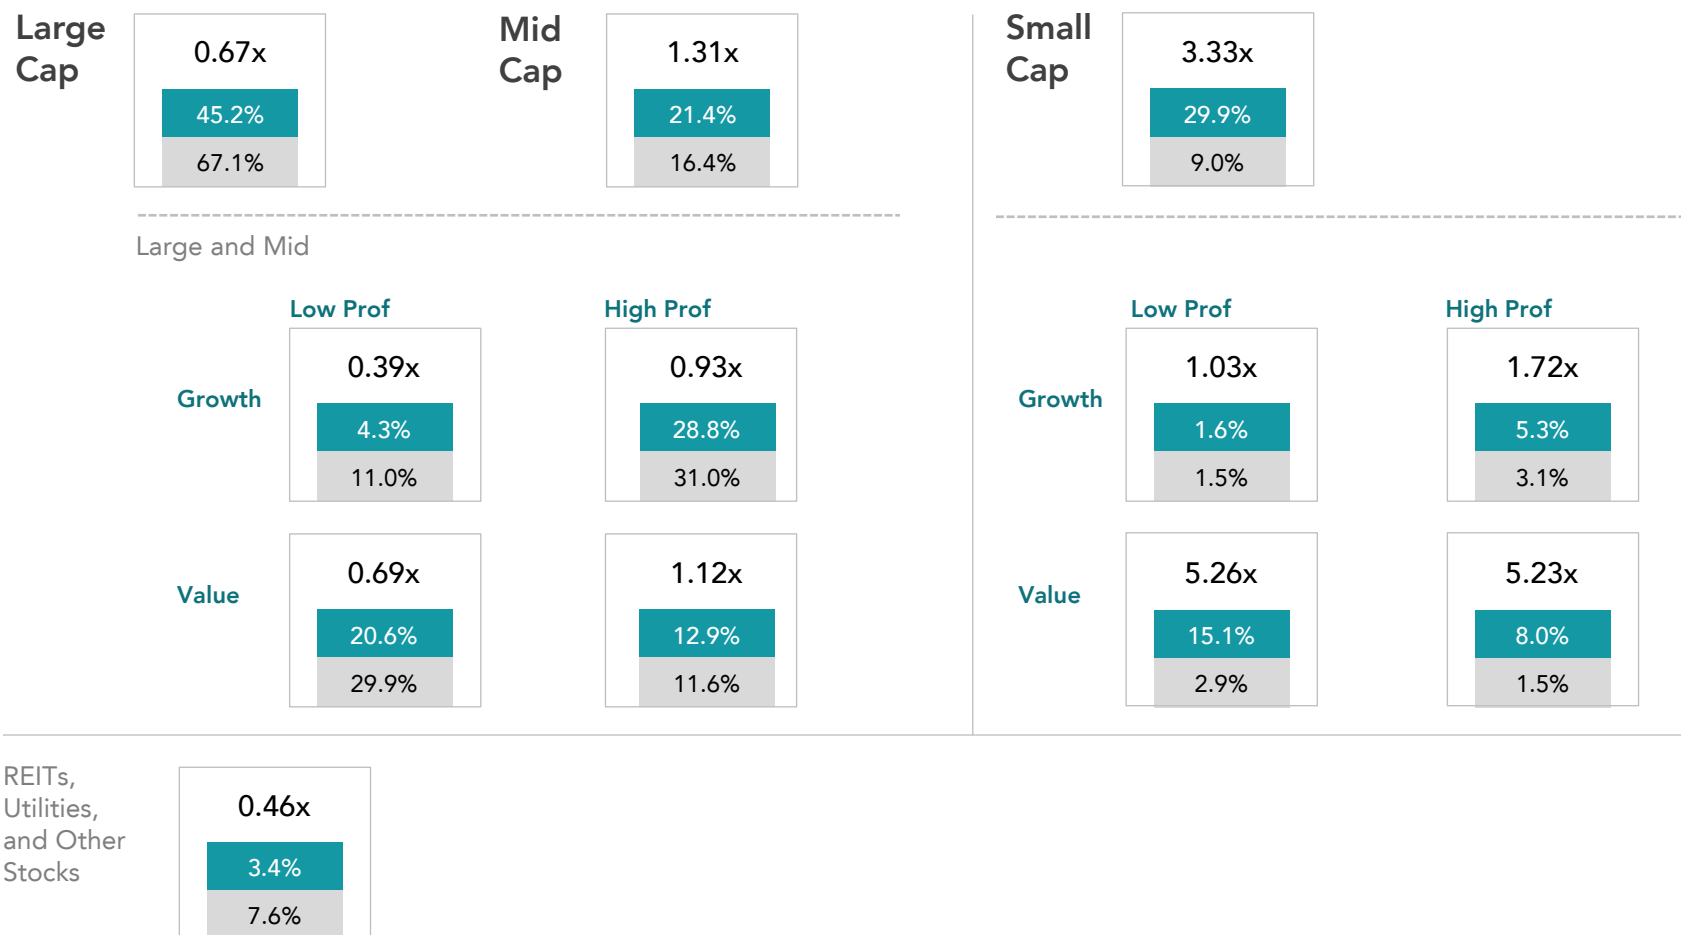 Large
Cap
0.67x
45.2%
67.1%
Mid
Cap
1.31x
21.4%
16.4%
Small
Cap
3.33x
29.9%
9.0%
Large and Mid
Low Prof
High Prof
Growth
0.39x
4.3%
11.0%
0.93x
28.8%
31.0%
Value
0.69x
20.6%
29.9%
1.12x
12.9%
11.6%
Low Prof
High Prof
Growth
1.03x
1.6%
1.5%
1.72x
5.3%
3.1%
Value
5.26x
15.1%
2.9%
5.23x
8.0%
1.5%
REITs,
Utilities,
and Other
Stocks
0.46x
3.4%
7.6%